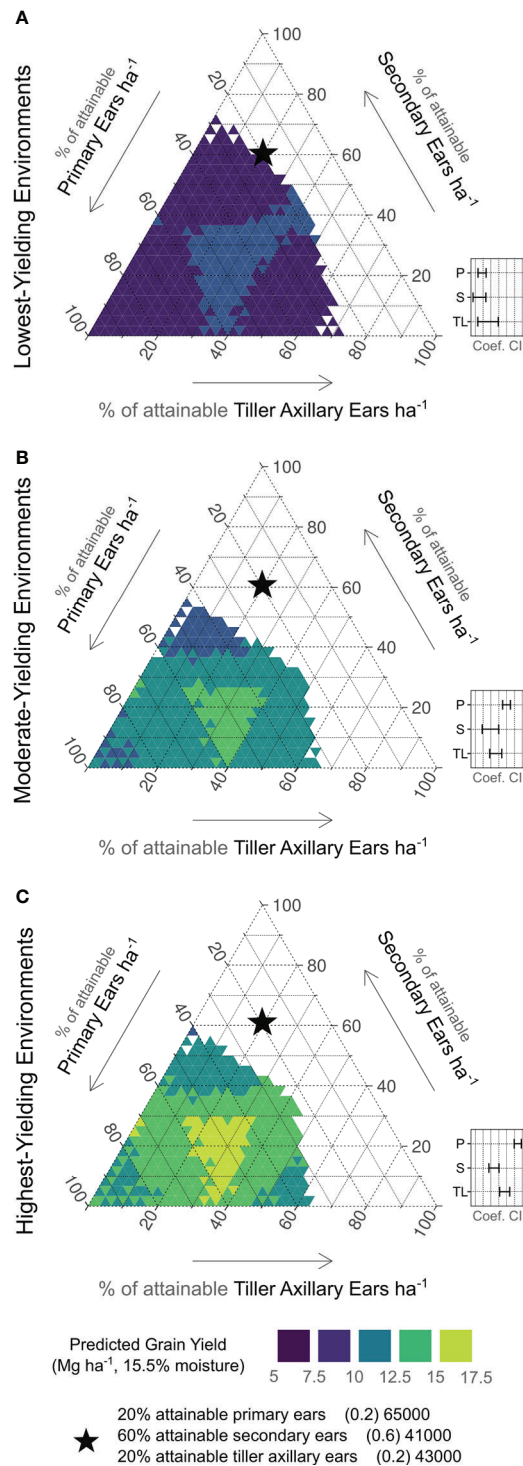 A
Lowest-Yielding Environments
% of attainable
Primary Ears ha⁻¹
% of attainable
Secondary Ears ha⁻¹
100
80
60
40
20
20
40
60
80
100
20
40
60
80
100
% of attainable Tiller Axillary Ears ha⁻¹
P
S
TL
Coef. CI
B
Moderate-Yielding Environments
% of attainable
Primary Ears ha⁻¹
% of attainable
Secondary Ears ha⁻¹
100
80
60
40
20
20
40
60
80
100
20
40
60
80
100
% of attainable Tiller Axillary Ears ha⁻¹
P
S
TL
Coef. CI
C
Highest-Yielding Environments
% of attainable
Primary Ears ha⁻¹
% of attainable
Secondary Ears ha⁻¹
100
80
60
40
20
20
40
60
80
100
20
40
60
80
100
% of attainable Tiller Axillary Ears ha⁻¹
P
S
TL
Coef. CI
Predicted Grain Yield
(Mg ha⁻¹, 15.5% moisture)
5 7.5 10 12.5 15 17.5
20% attainable primary ears (0.2) 65000
60% attainable secondary ears (0.6) 41000
20% attainable tiller axillary ears (0.2) 43000